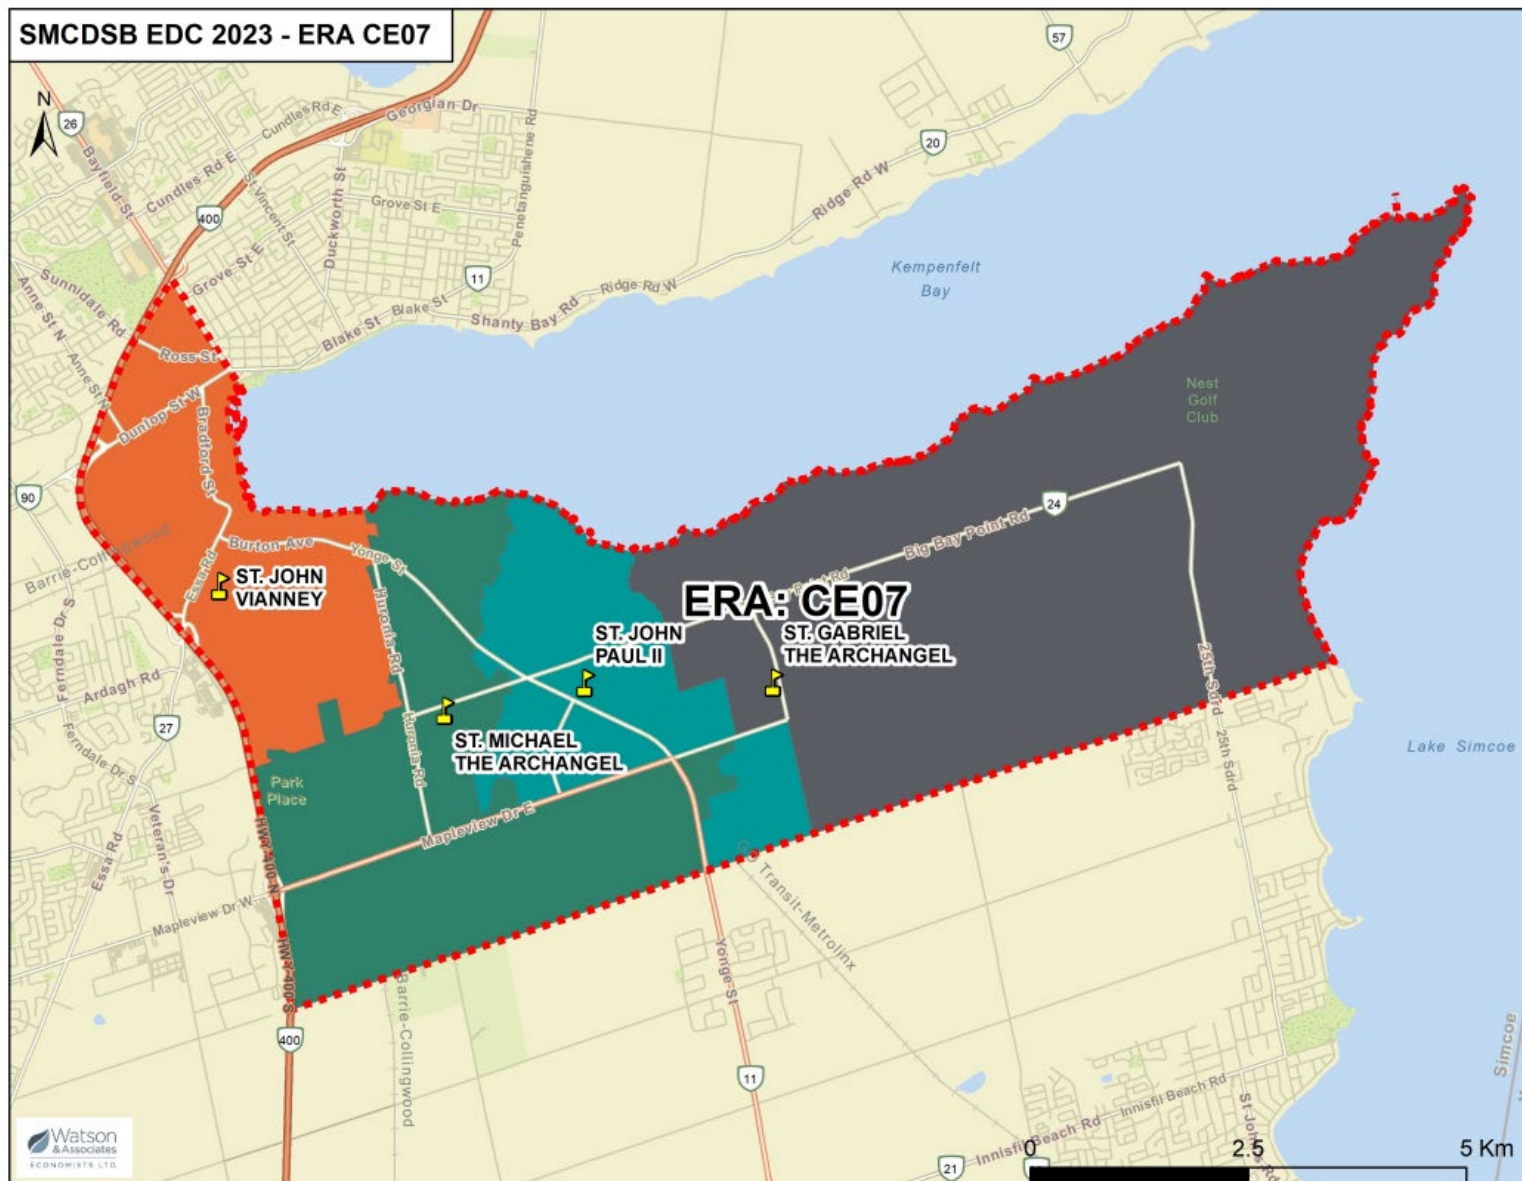 SMCDSB EDC 2023 - ERA CE07
N
26
57
Georgian Dr
Cundles Rd E
Bayfield St
Cundles Rd E
St Vincent St
Duckworth St
Penetanguishene Rd
20
Ridge Rd W
400
Grove St E
Grove St E
Sunnidale Rd
Anne St N
11
Kempenfelt
Bay
Ridge Rd W
Blake St
Blake St
Shanty Bay Rd
Ross St
Anne St N
Dunlop St W
Bradford St
Nest
Golf
Club
90
24
Big Bay Point Rd
Barrie-Collingwood
Burton Ave
Yonge St
Essa Rd
ST. JOHN
VIANNEY
Huronia Rd
ERA: CE07
Ferndale Dr S
ST. JOHN
PAUL II
ST. GABRIEL
THE ARCHANGEL
25th Sdrd
25th Sdrd
Ardagh Rd
27
Huronia Rd
ST. MICHAEL
THE ARCHANGEL
Ferndale Dr S
Lake Simcoe
Park
Place
Mapleview Dr E
Veteran's Dr
Essa Rd
HWY 400 N
GO Transit-Metrolinx
Mapleview Dr W
HWY 400 S
Yonge St
Barrie-Collingwood
400
11
Simcoe
Innisfil Beach Rd
Innisfil Beach Rd
St Johns Rd
Watson
& Associates
ECONOMISTS LTD.
21
0
2.5
5 Km